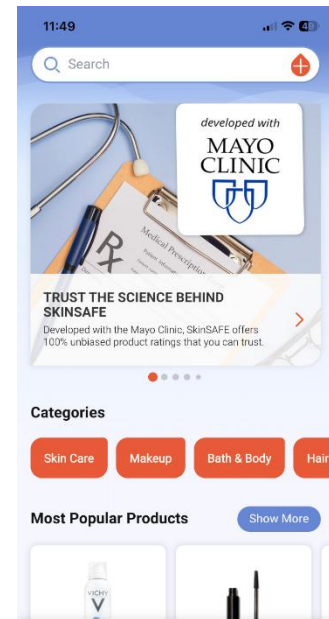 11:49
49
Search
developed with
MAYO
CLINIC
Rx
Medical Prescription
TRUST THE SCIENCE BEHIND
SKINSAFE
Developed with the Mayo Clinic, SkinSAFE offers
100% unbiased product ratings that you can trust.
Categories
Skin Care
Makeup
Bath & Body
Hair
Most Popular Products
Show More
VICHY